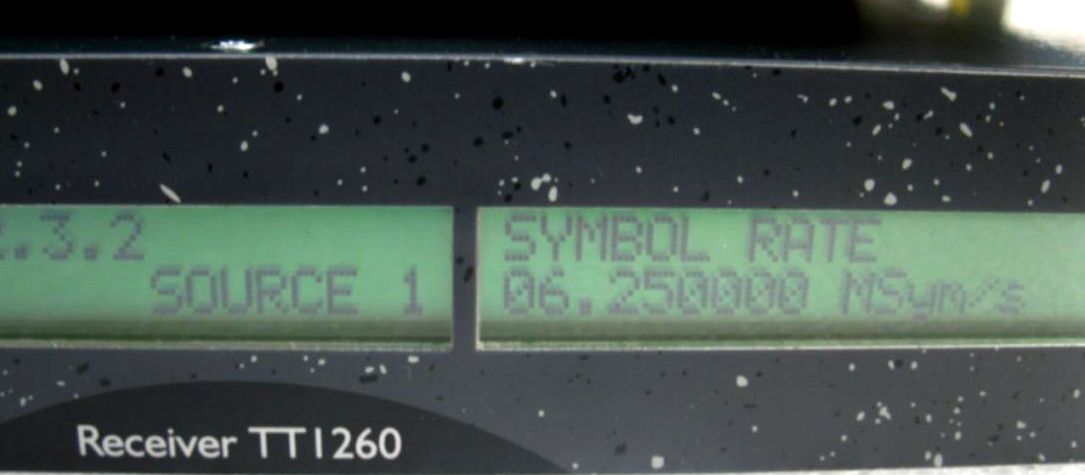 .3.2
SOURCE 1
SYMBOL RATE
06.250000 MSym/s
Receiver TT1260